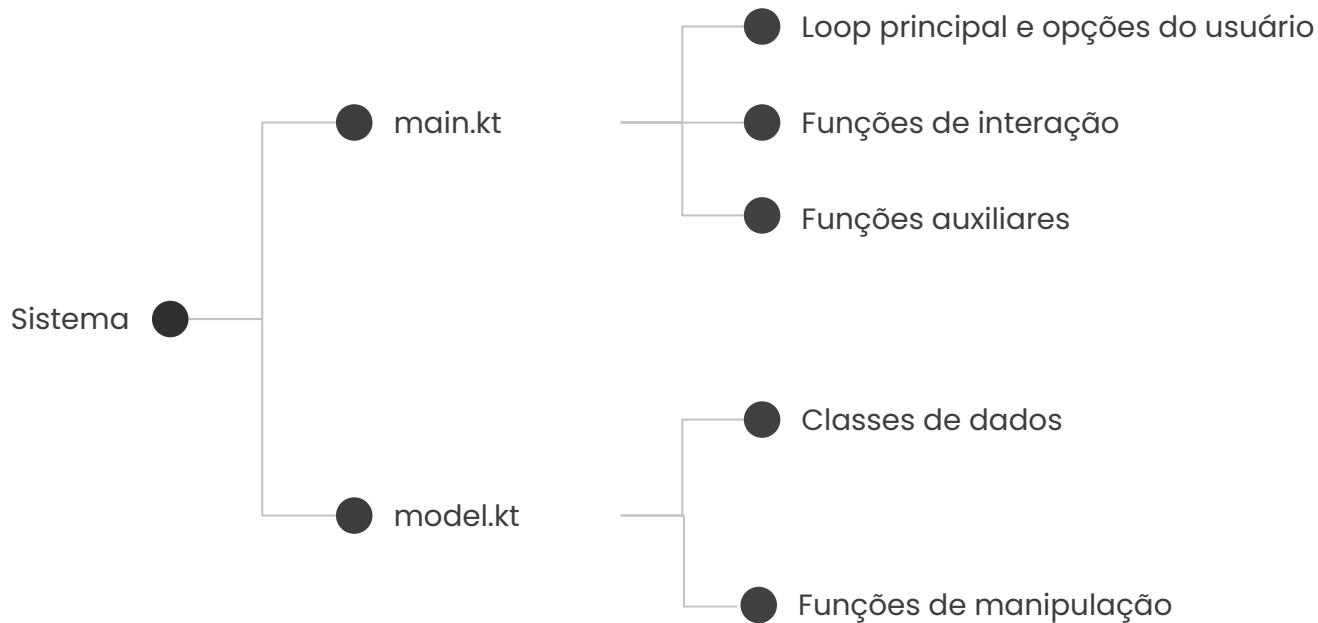 Loop principal e opções do usuário
main.kt
Funções de interação
Funções auxiliares
Sistema
Classes de dados
model.kt
Funções de manipulação